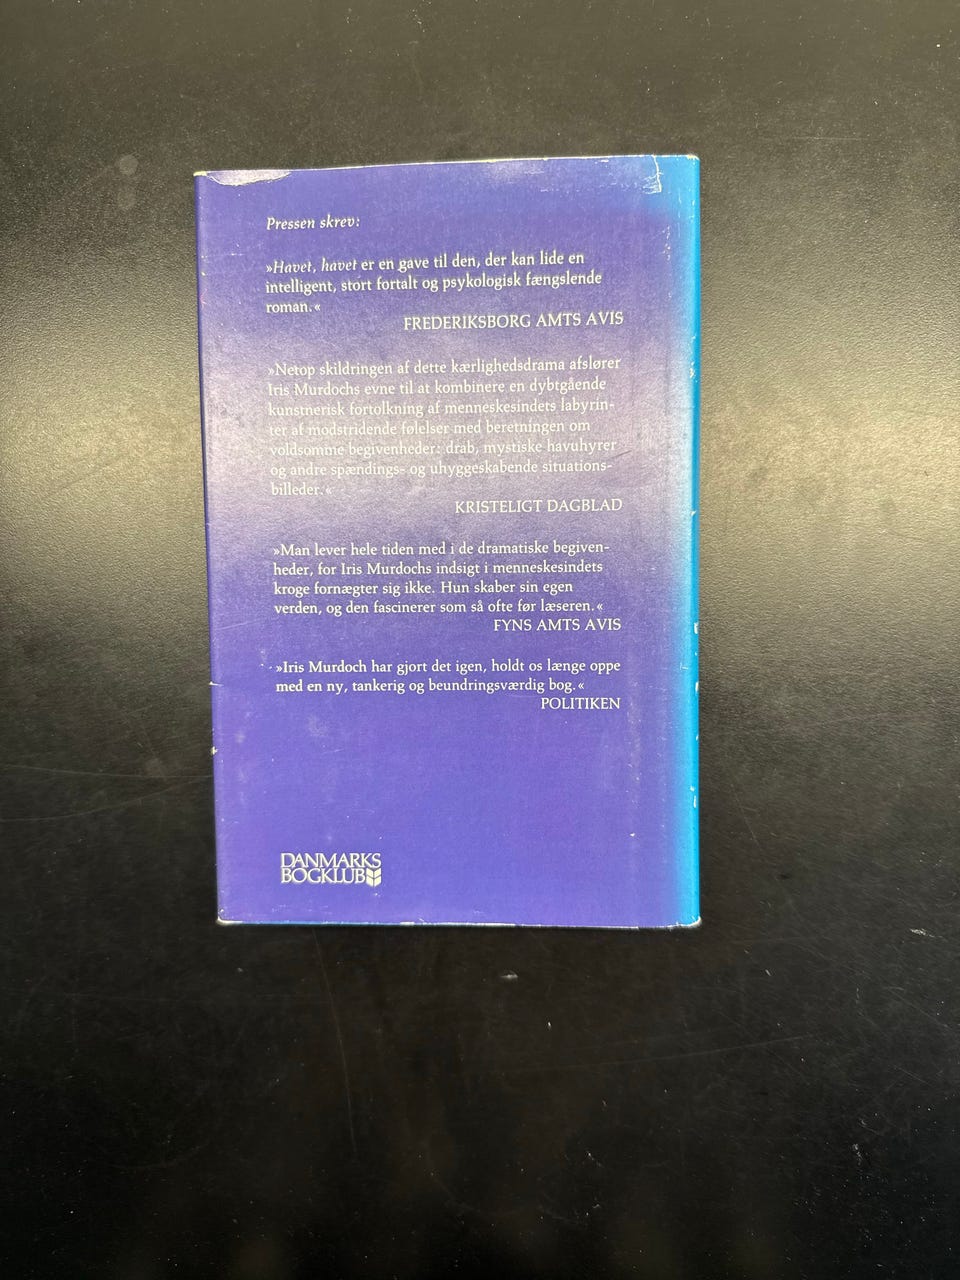 Pressen skrev:
»Havet, havet er en gave til den, der kan lide en
intelligent, stort fortalt og psykologisk fængslende
roman.«
FREDERIKSBORG AMTS AVIS
»Netop skildringen af dette kærlighedsdrama afslører
Iris Murdochs evne til at kombinere en dybtgående
kunstnerisk fortolkning af menneskesindets labyrin-
ter af modstridende følelser med beretningen om
voldsomme begivenheder: drab, mystiske havuhyrer
og andre spændings- og uhyggeskabende situations-
billeder.«
KRISTELIGT DAGBLAD
»Man lever hele tiden med i de dramatiske begiven-
heder, for Iris Murdochs indsigt i menneskesindets
kroge fornægter sig ikke. Hun skaber sin egen
verden, og den fascinerer som så ofte før læseren.«
FYNS AMTS AVIS
»Iris Murdoch har gjort det igen, holdt os længe oppe
med en ny, tankerig og beundringsværdig bog.«
POLITIKEN
DANMARKS
BOGKLUB